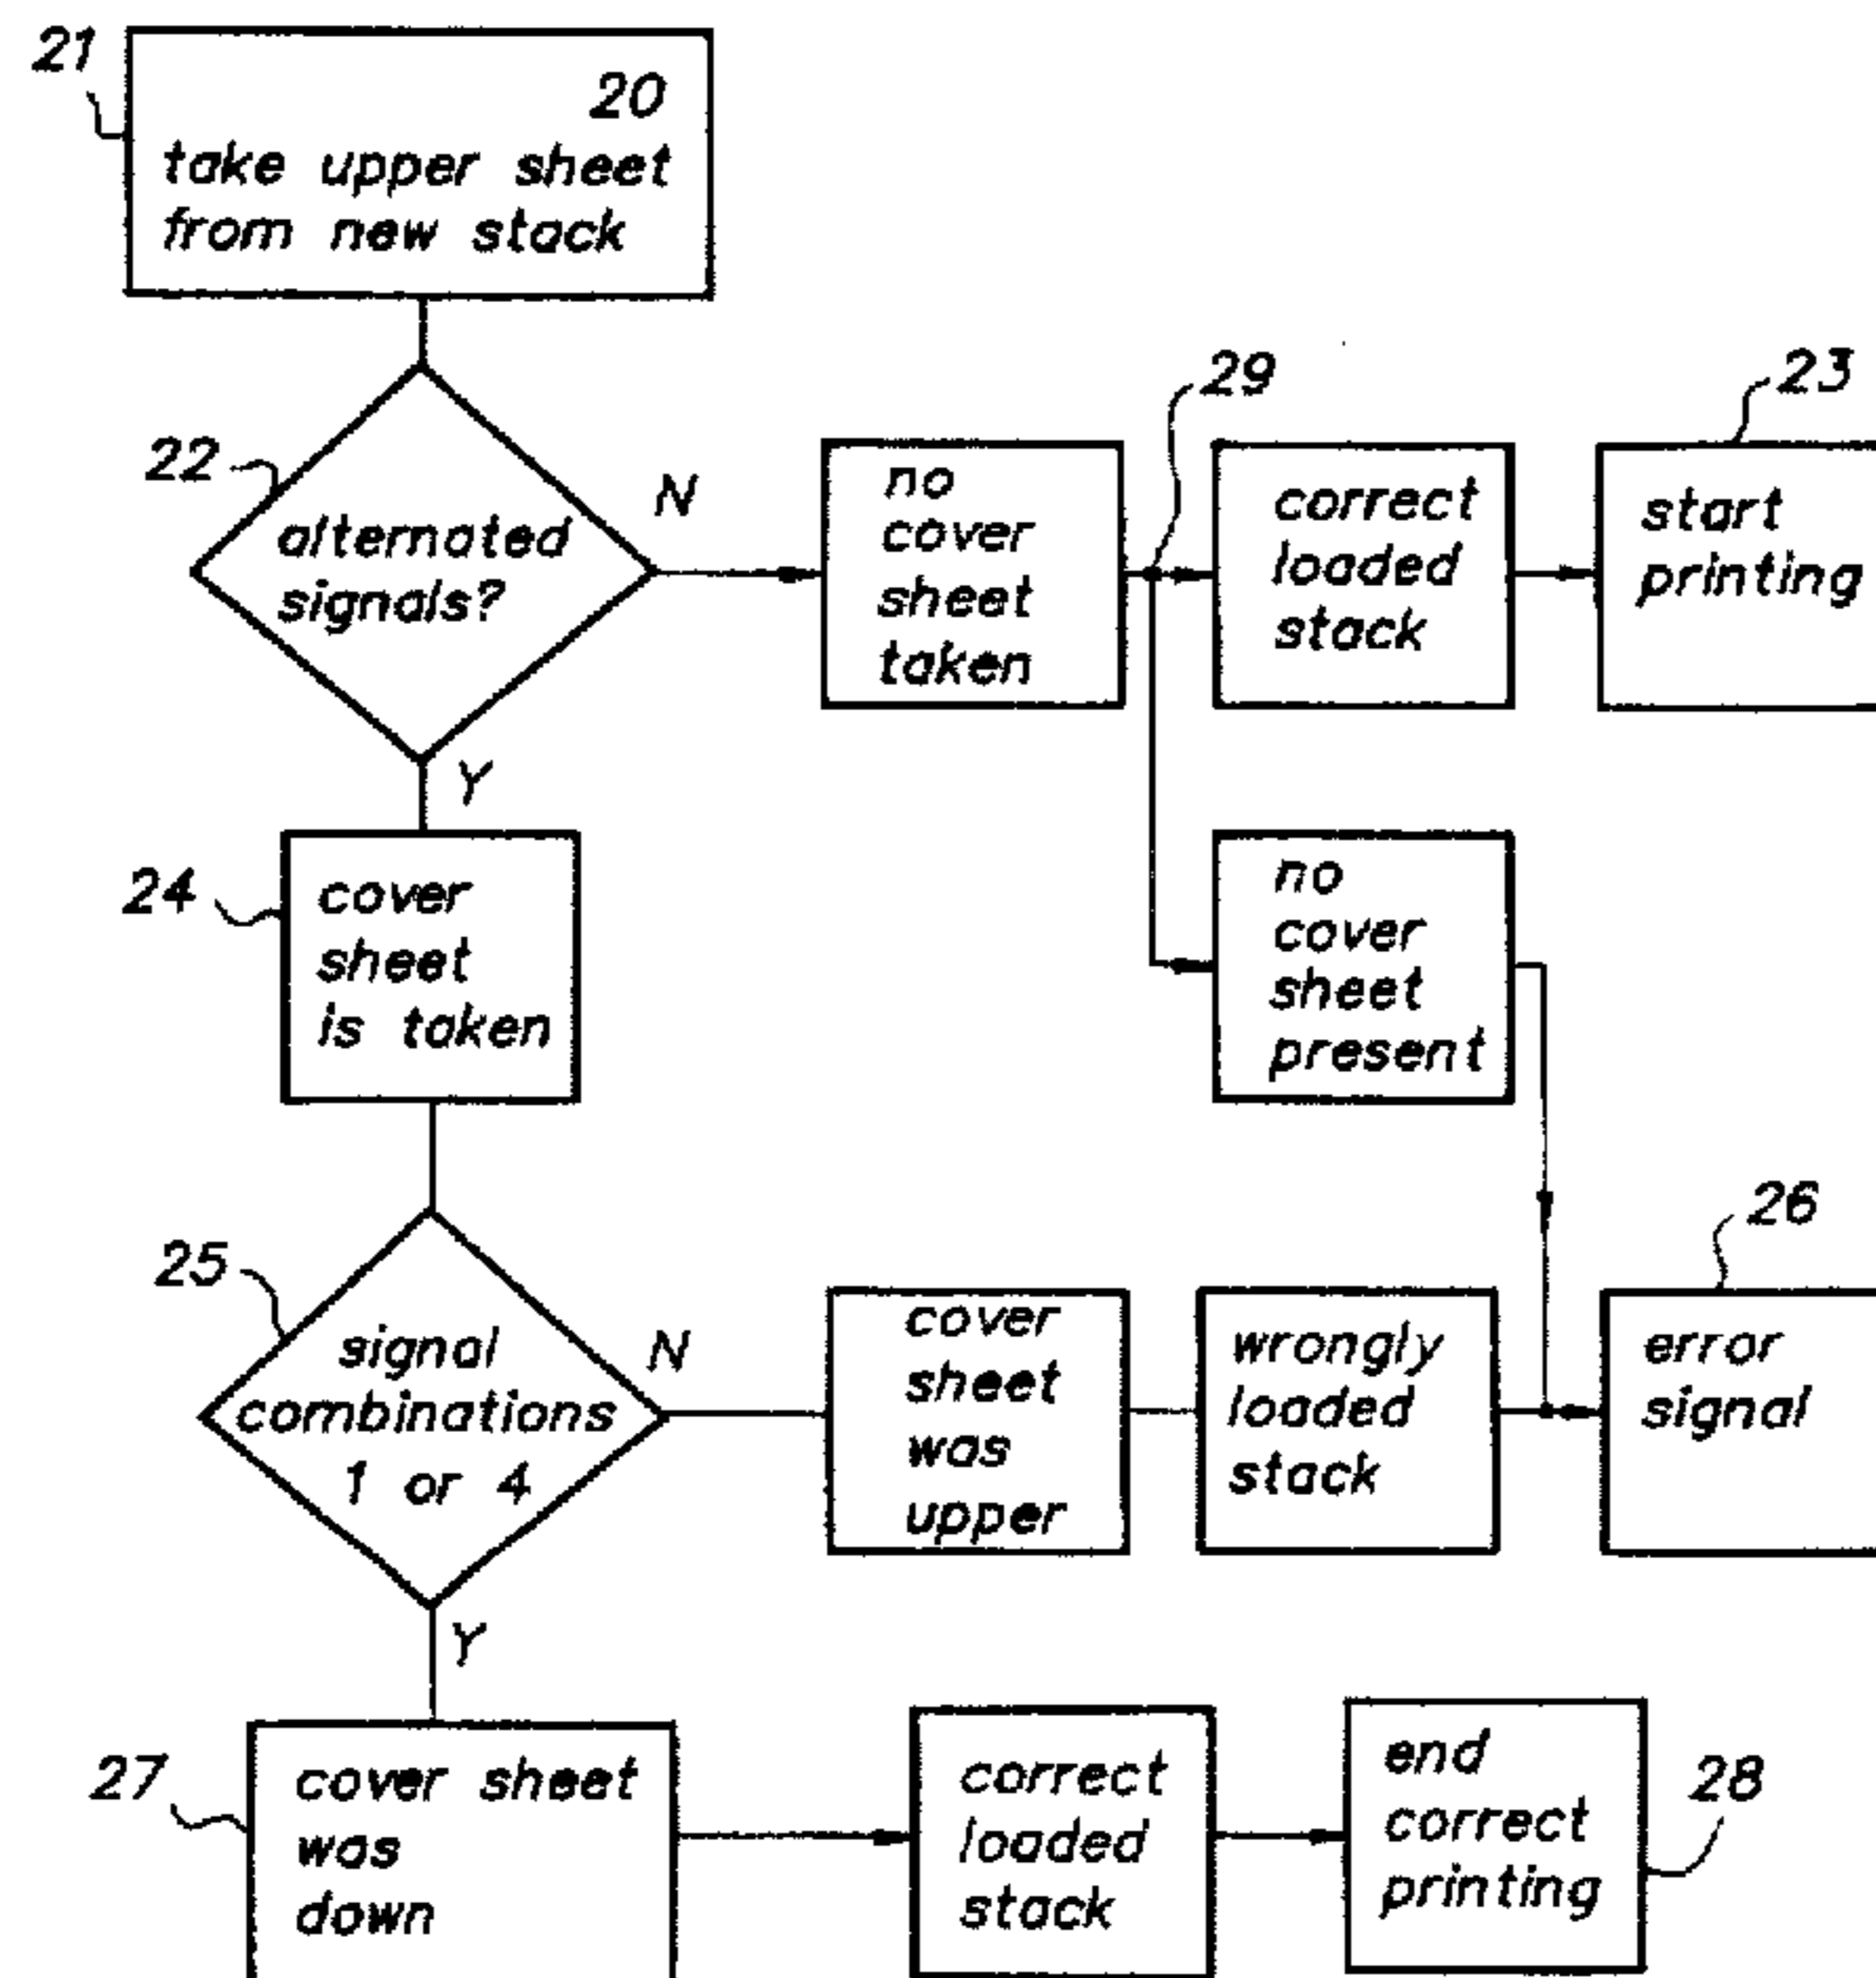 21
20
take upper sheet
from new stack
22
alternated
signals?
N
no
cover
sheet
taken
29
correct
loaded
stack
23
start
printing
Y
24
cover
sheet
is taken
no
cover
sheet
present
25
signal
combinations
1 or 4
N
cover
sheet
was
upper
wrongly
loaded
stack
26
error
signal
Y
27
cover sheet
was
down
correct
loaded
stack
end
correct
printing
28